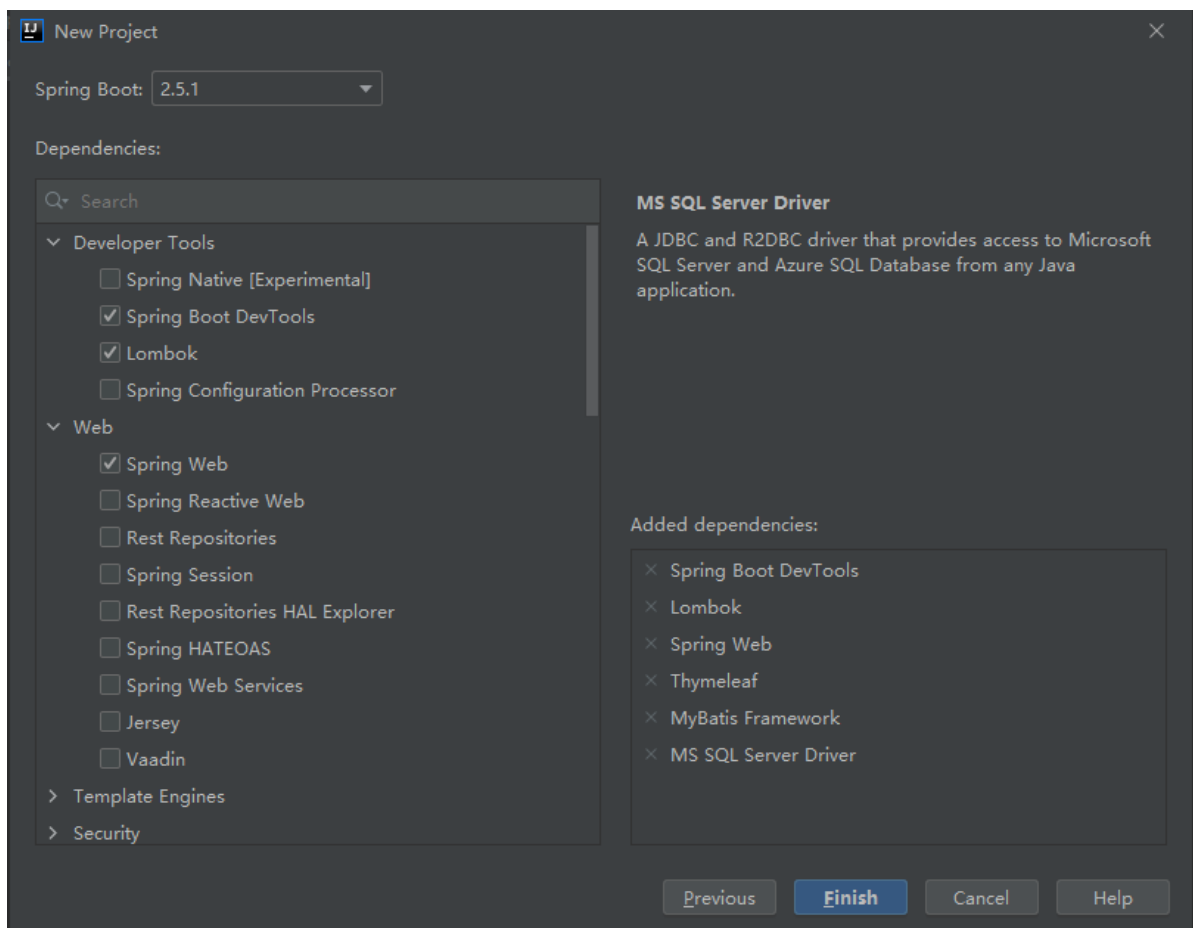 New Project
Spring Boot: 2.5.1
Dependencies:
Search
Developer Tools
Spring Native [Experimental]
Spring Boot DevTools
Lombok
Spring Configuration Processor
Web
Spring Web
Spring Reactive Web
Rest Repositories
Spring Session
Rest Repositories HAL Explorer
Spring HATEOAS
Spring Web Services
Jersey
Vaadin
Template Engines
Security
MS SQL Server Driver
A JDBC and R2DBC driver that provides access to Microsoft
SQL Server and Azure SQL Database from any Java
application.
Added dependencies:
Spring Boot DevTools
Lombok
Spring Web
Thymeleaf
MyBatis Framework
MS SQL Server Driver
Previous
Finish
Cancel
Help